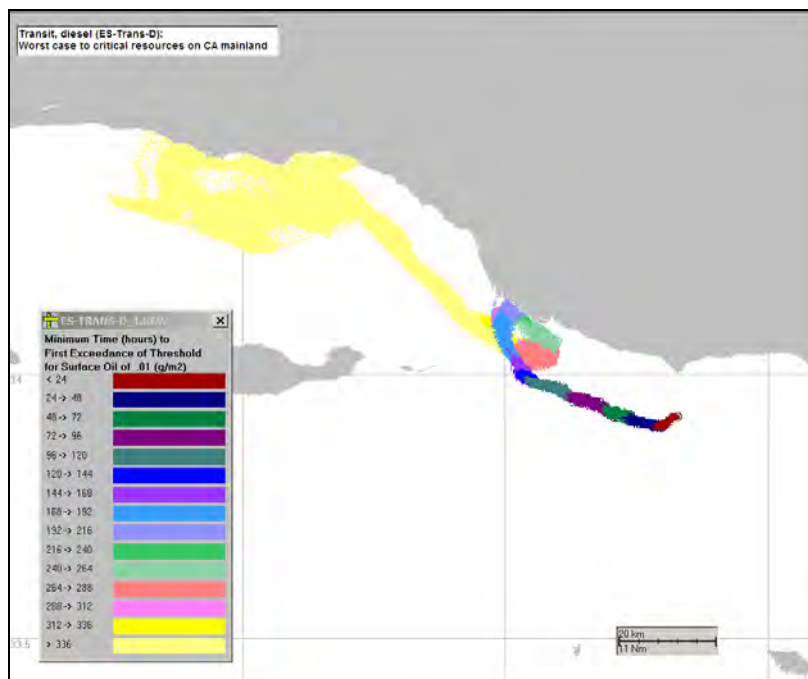 Transit, diesel (ES-Trans-D):
Worst case to critical resources on CA mainland
Minimum Time (hours) to
First Exceedance of Threshold
for Surface Oil of .01 (g/m2)
< 24
24 -> 48
48 -> 72
72 -> 96
96 -> 120
120 -> 144
144 -> 168
168 -> 192
192 -> 216
216 -> 240
240 -> 264
264 -> 288
288 -> 312
312 -> 336
> 336
34
33.5
20 km
11 Nm